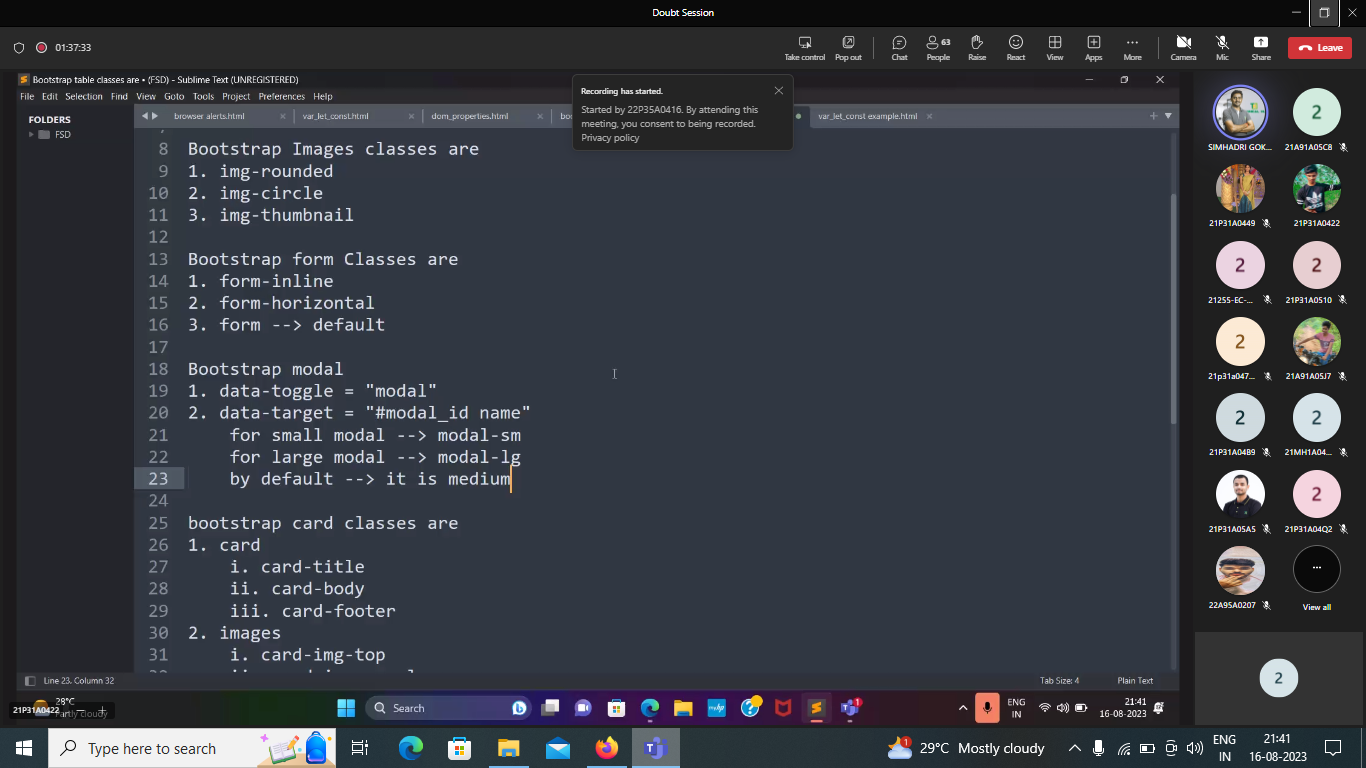 Doubt Session
01:37:33
Take control
Pop out
Chat
63
People
Raise
React
View
Apps
More
Camera
Mic
Share
Leave
Bootstrap table classes are • (FSD) - Sublime Text (UNREGISTERED)
File Edit Selection Find View Goto Tools Project Preferences Help
Recording has started.
Started by 22P35A0416. By attending this
meeting, you consent to being recorded.
Privacy policy
FOLDERS
FSD
browser alerts.html
var_let_const.html
dom_properties.html
var_let_const example.html
8 Bootstrap Images classes are
9 1. img-rounded
10 2. img-circle
11 3. img-thumbnail
12
13 Bootstrap form Classes are
14 1. form-inline
15 2. form-horizontal
16 3. form --> default
17
18 Bootstrap modal
19 1. data-toggle = "modal"
20 2. data-target = "#modal_id name"
21 for small modal --> modal-sm
22 for large modal --> modal-lg
23 by default --> it is medium
24
25 bootstrap card classes are
26 1. card
27 i. card-title
28 ii. card-body
29 iii. card-footer
30 2. images
31 i. card-img-top
Line 23, Column 32
Tab Size: 4
Plain Text
SIMHADRI GOK...
2
21A91A05C8
21P31A0449
21P31A0422
2
21255-EC-...
2
21P31A0510
2
21p31a047...
21A91A05J7
2
21P31A04B9
2
21MH1A04...
21P31A05A5
2
21P31A04Q2
22A95A0207
...
View all
2
28°C
Partly cloudy
21P31A0422
Search
ENG
IN
21:41
16-08-2023
Type here to search
1
29°C Mostly cloudy
ENG
IN
21:41
16-08-2023